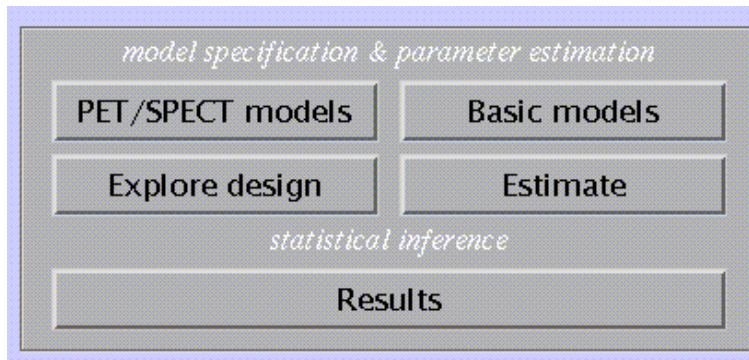 model specification & parameter estimation
PET/SPECT models Basic models
Explore design Estimate
statistical inference
Results